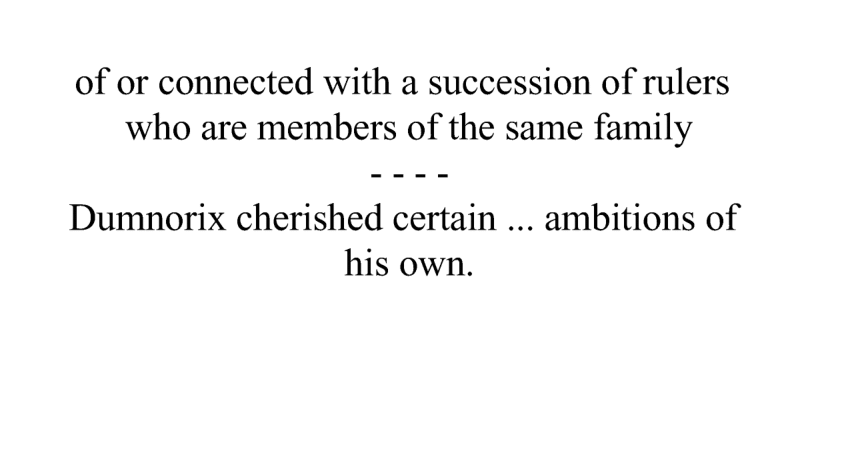 of or connected with a succession of rulers
who are members of the same family
- - - -
Dumnorix cherished certain ... ambitions of
his own.